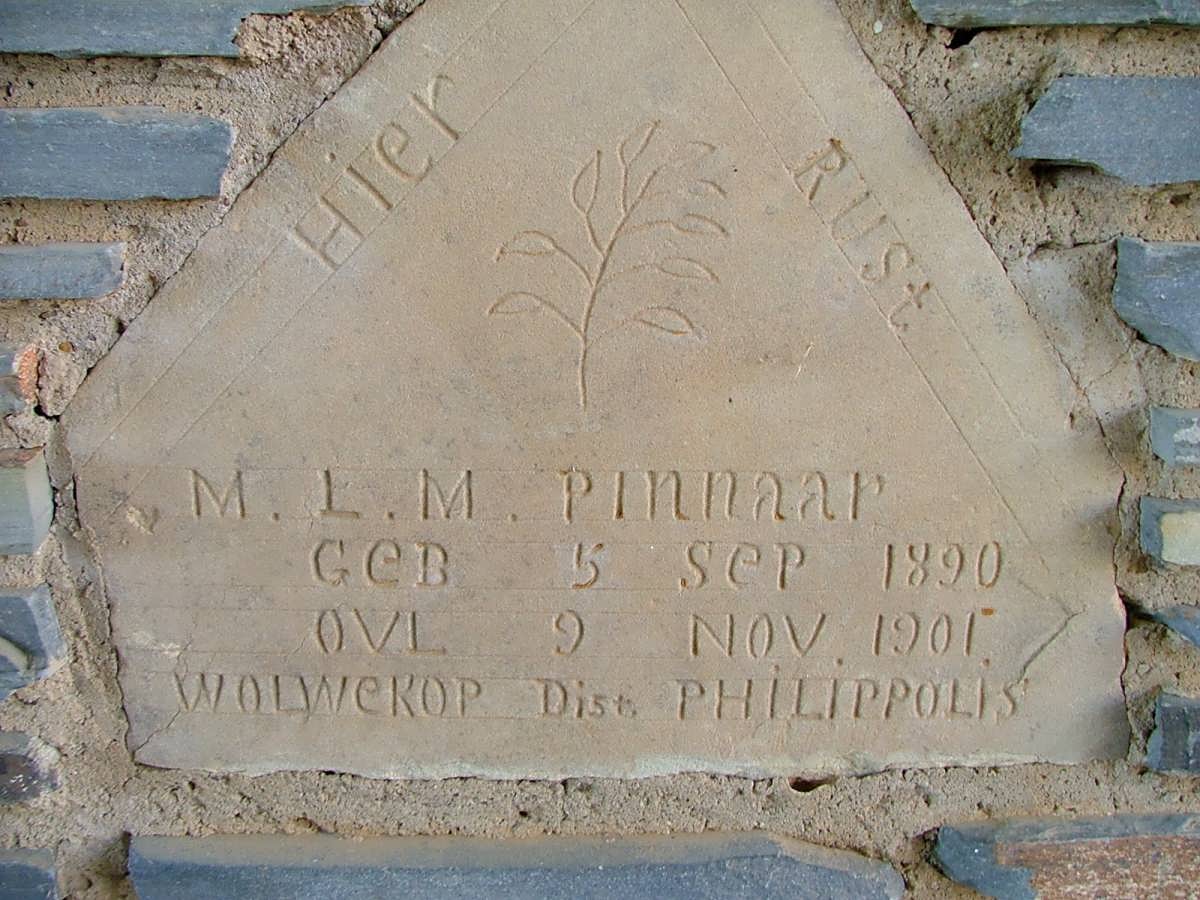 Hier RUst
M. L. M. PINNAAR
GEB 5 SEP 1890
OVL 9 NOV. 1901.
WOLWEKOP Dist. PHILIPPOLIS